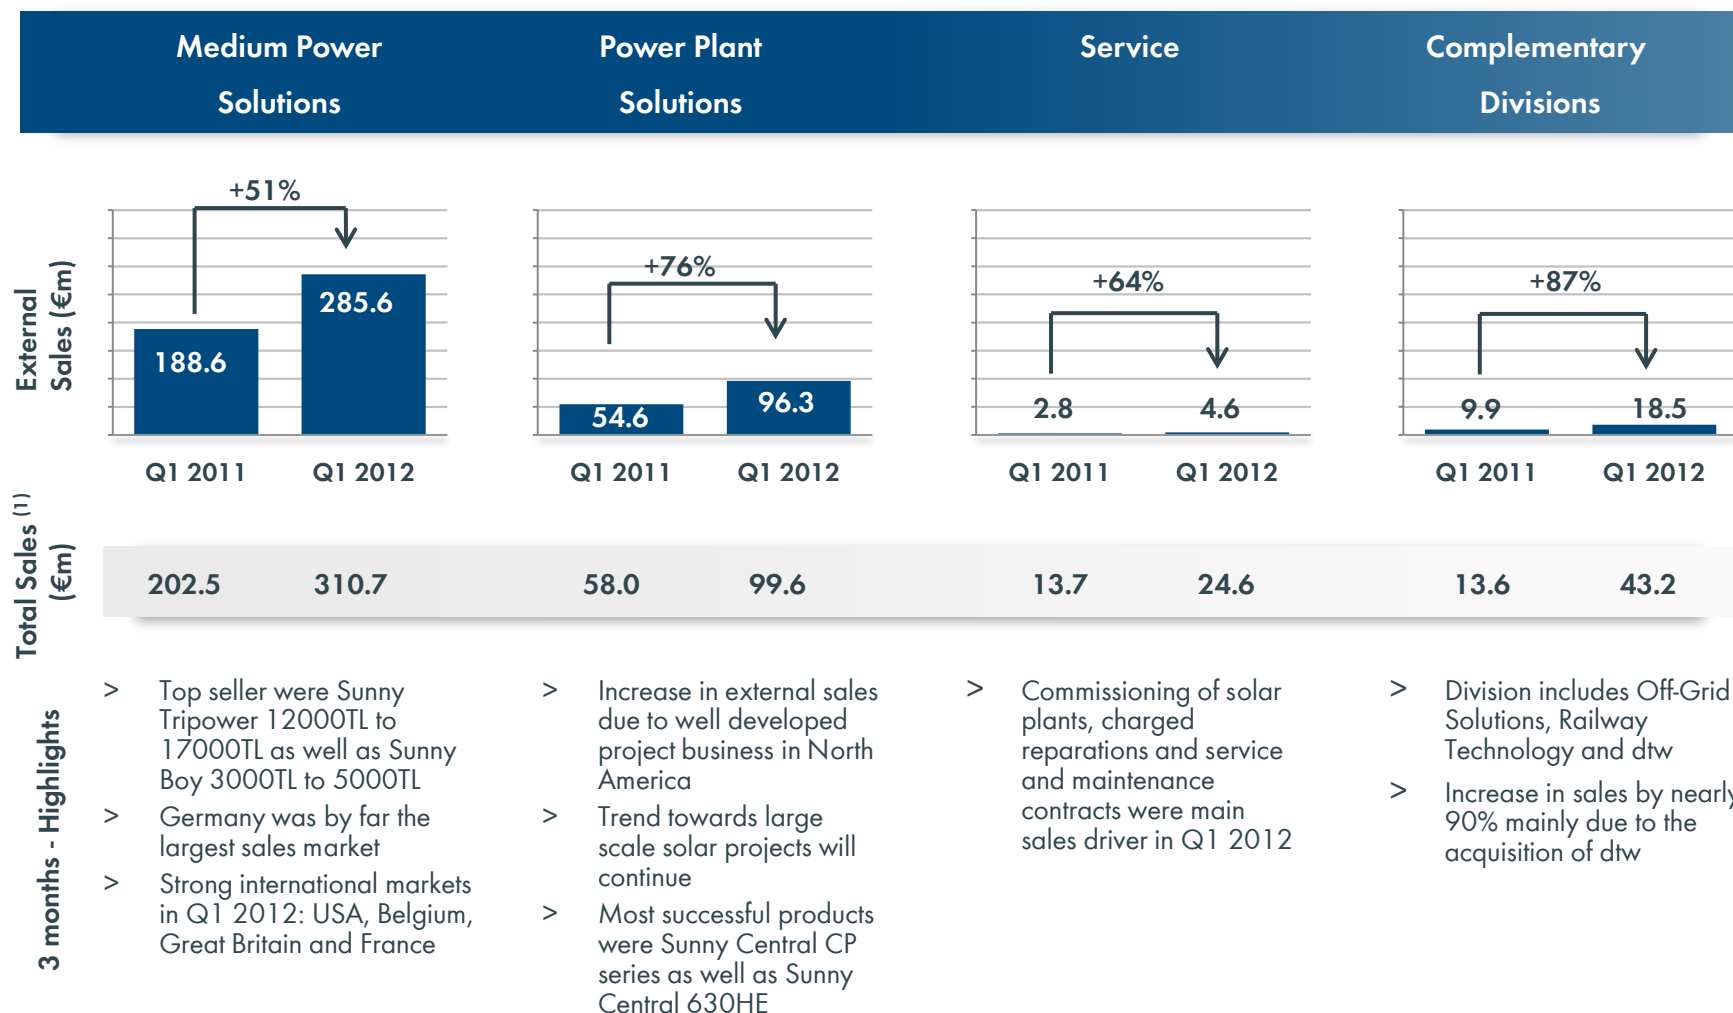 Medium Power
Solutions
Power Plant
Solutions
Service
Complementary
Divisions
External
Sales (€m)
+51%
188.6
285.6
Q1 2011
Q1 2012
+76%
54.6
96.3
Q1 2011
Q1 2012
+64%
2.8
4.6
Q1 2011
Q1 2012
+87%
9.9
18.5
Q1 2011
Q1 2012
Total Sales (1)
(€m)
202.5
310.7
58.0
99.6
13.7
24.6
13.6
43.2
3 months - Highlights
> Top seller were Sunny
Tripower 12000TL to
17000TL as well as Sunny
Boy 3000TL to 5000TL
> Germany was by far the
largest sales market
> Strong international markets
in Q1 2012: USA, Belgium,
Great Britain and France
> Increase in external sales
due to well developed
project business in North
America
> Trend towards large
scale solar projects will
continue
> Most successful products
were Sunny Central CP
series as well as Sunny
Central 630HE
> Commissioning of solar
plants, charged
reparations and service
and maintenance
contracts were main
sales driver in Q1 2012
> Division includes Off-Grid
Solutions, Railway
Technology and dtw
> Increase in sales by nearly
90% mainly due to the
acquisition of dtw